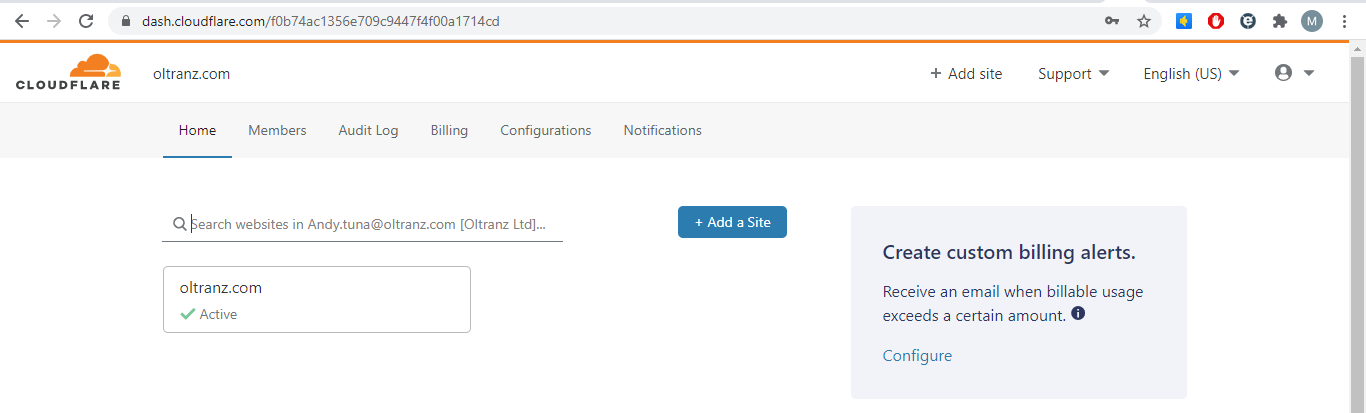 dash.cloudflare.com/f0b74ac1356e709c9447f4f00a1714cd
M
CLOUDFLARE
oltranz.com
+ Add site
Support
English (US)
Home
Members
Audit Log
Billing
Configurations
Notifications
Search websites in Andy.tuna@oltranz.com [Oltranz Ltd]...
+ Add a Site
oltranz.com
Active
Create custom billing alerts.
Receive an email when billable usage
exceeds a certain amount.
Configure